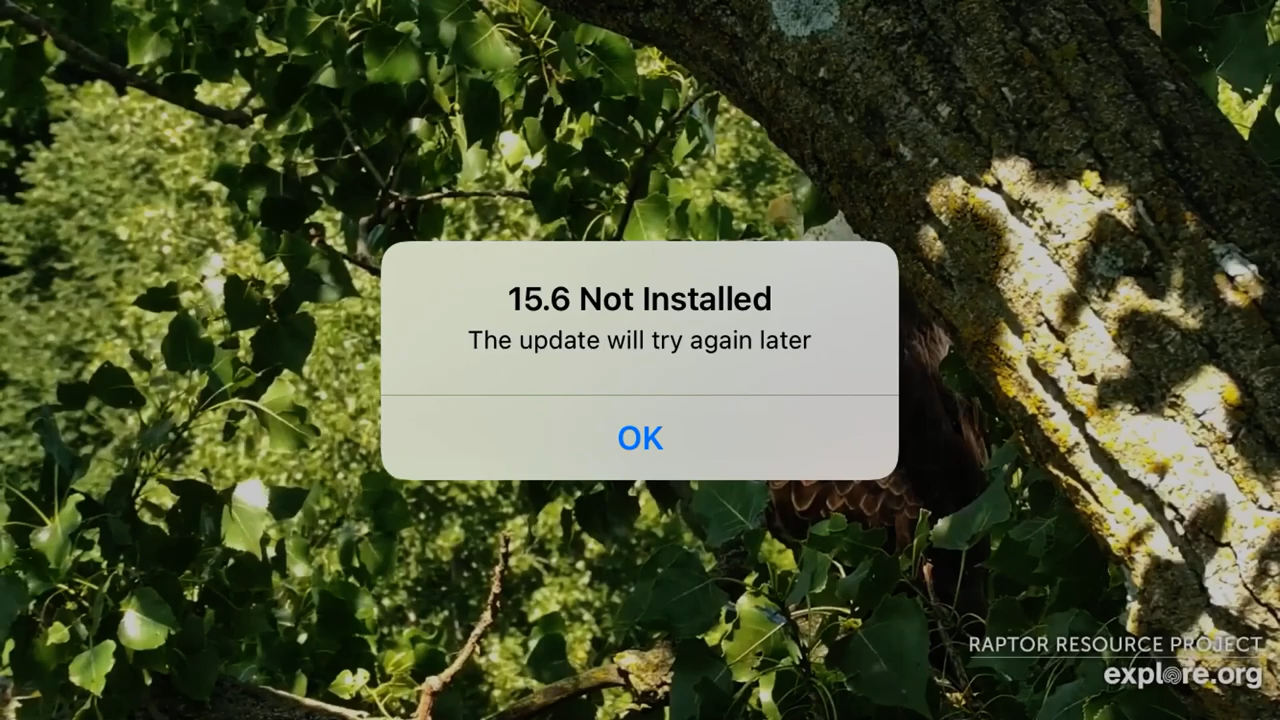 15.6 Not Installed
The update will try again later
OK
RAPTOR RESOURCE PROJECT
explore.org